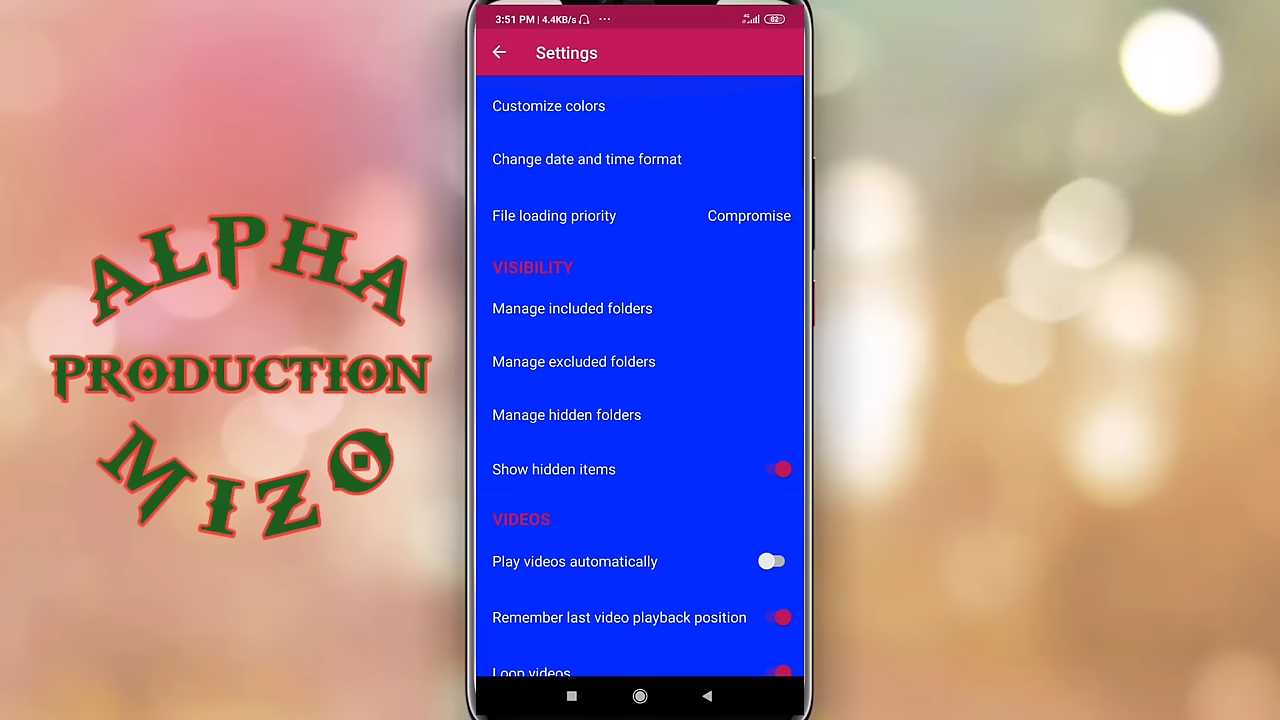 ALPHA
PRODUCTION
MIZO
3:51 PM | 4.4KB/s ...
4G 82
Settings
Customize colors
Change date and time format
File loading priority Compromise
VISIBILITY
Manage included folders
Manage excluded folders
Manage hidden folders
Show hidden items
VIDEOS
Play videos automatically
Remember last video playback position
Loop videos